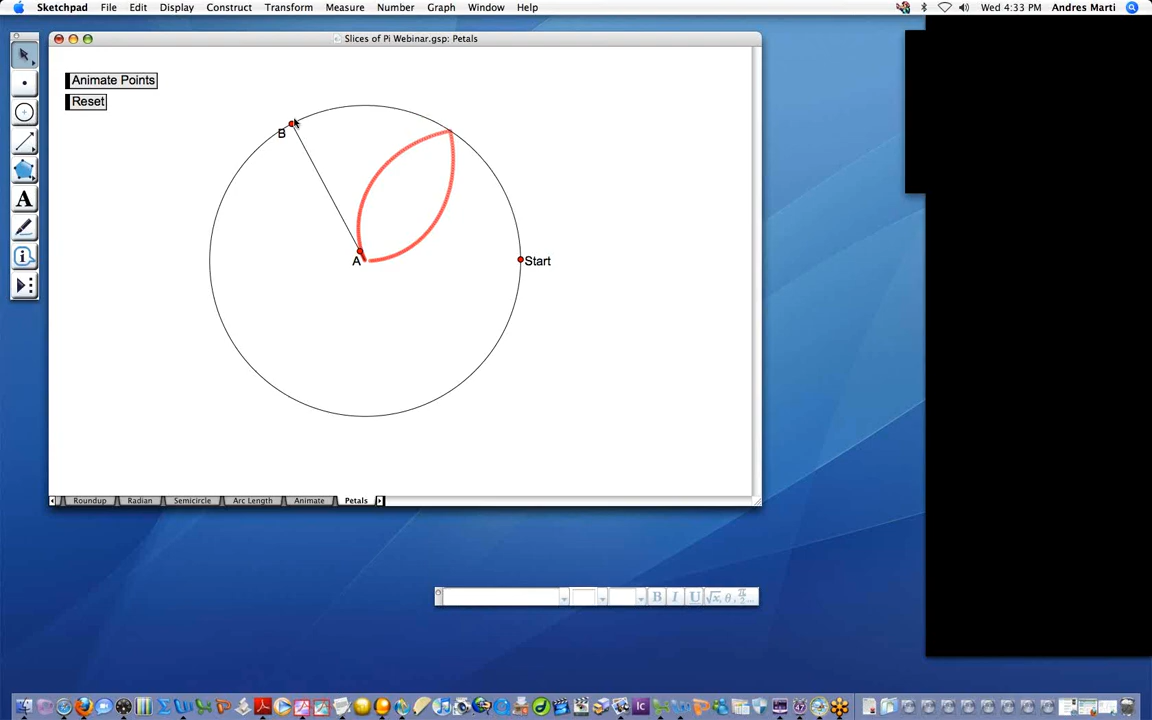 Sketchpad File Edit Display Construct Transform Measure Number Graph Window Help Wed 4:33 PM Andres Marti
Slices of Pi Webinar.gsp: Petals
Animate Points
Reset
B
A
Start
A
Roundup Radian Semicircle Arc Length Animate Petals
B I U √x, θ, π/2...